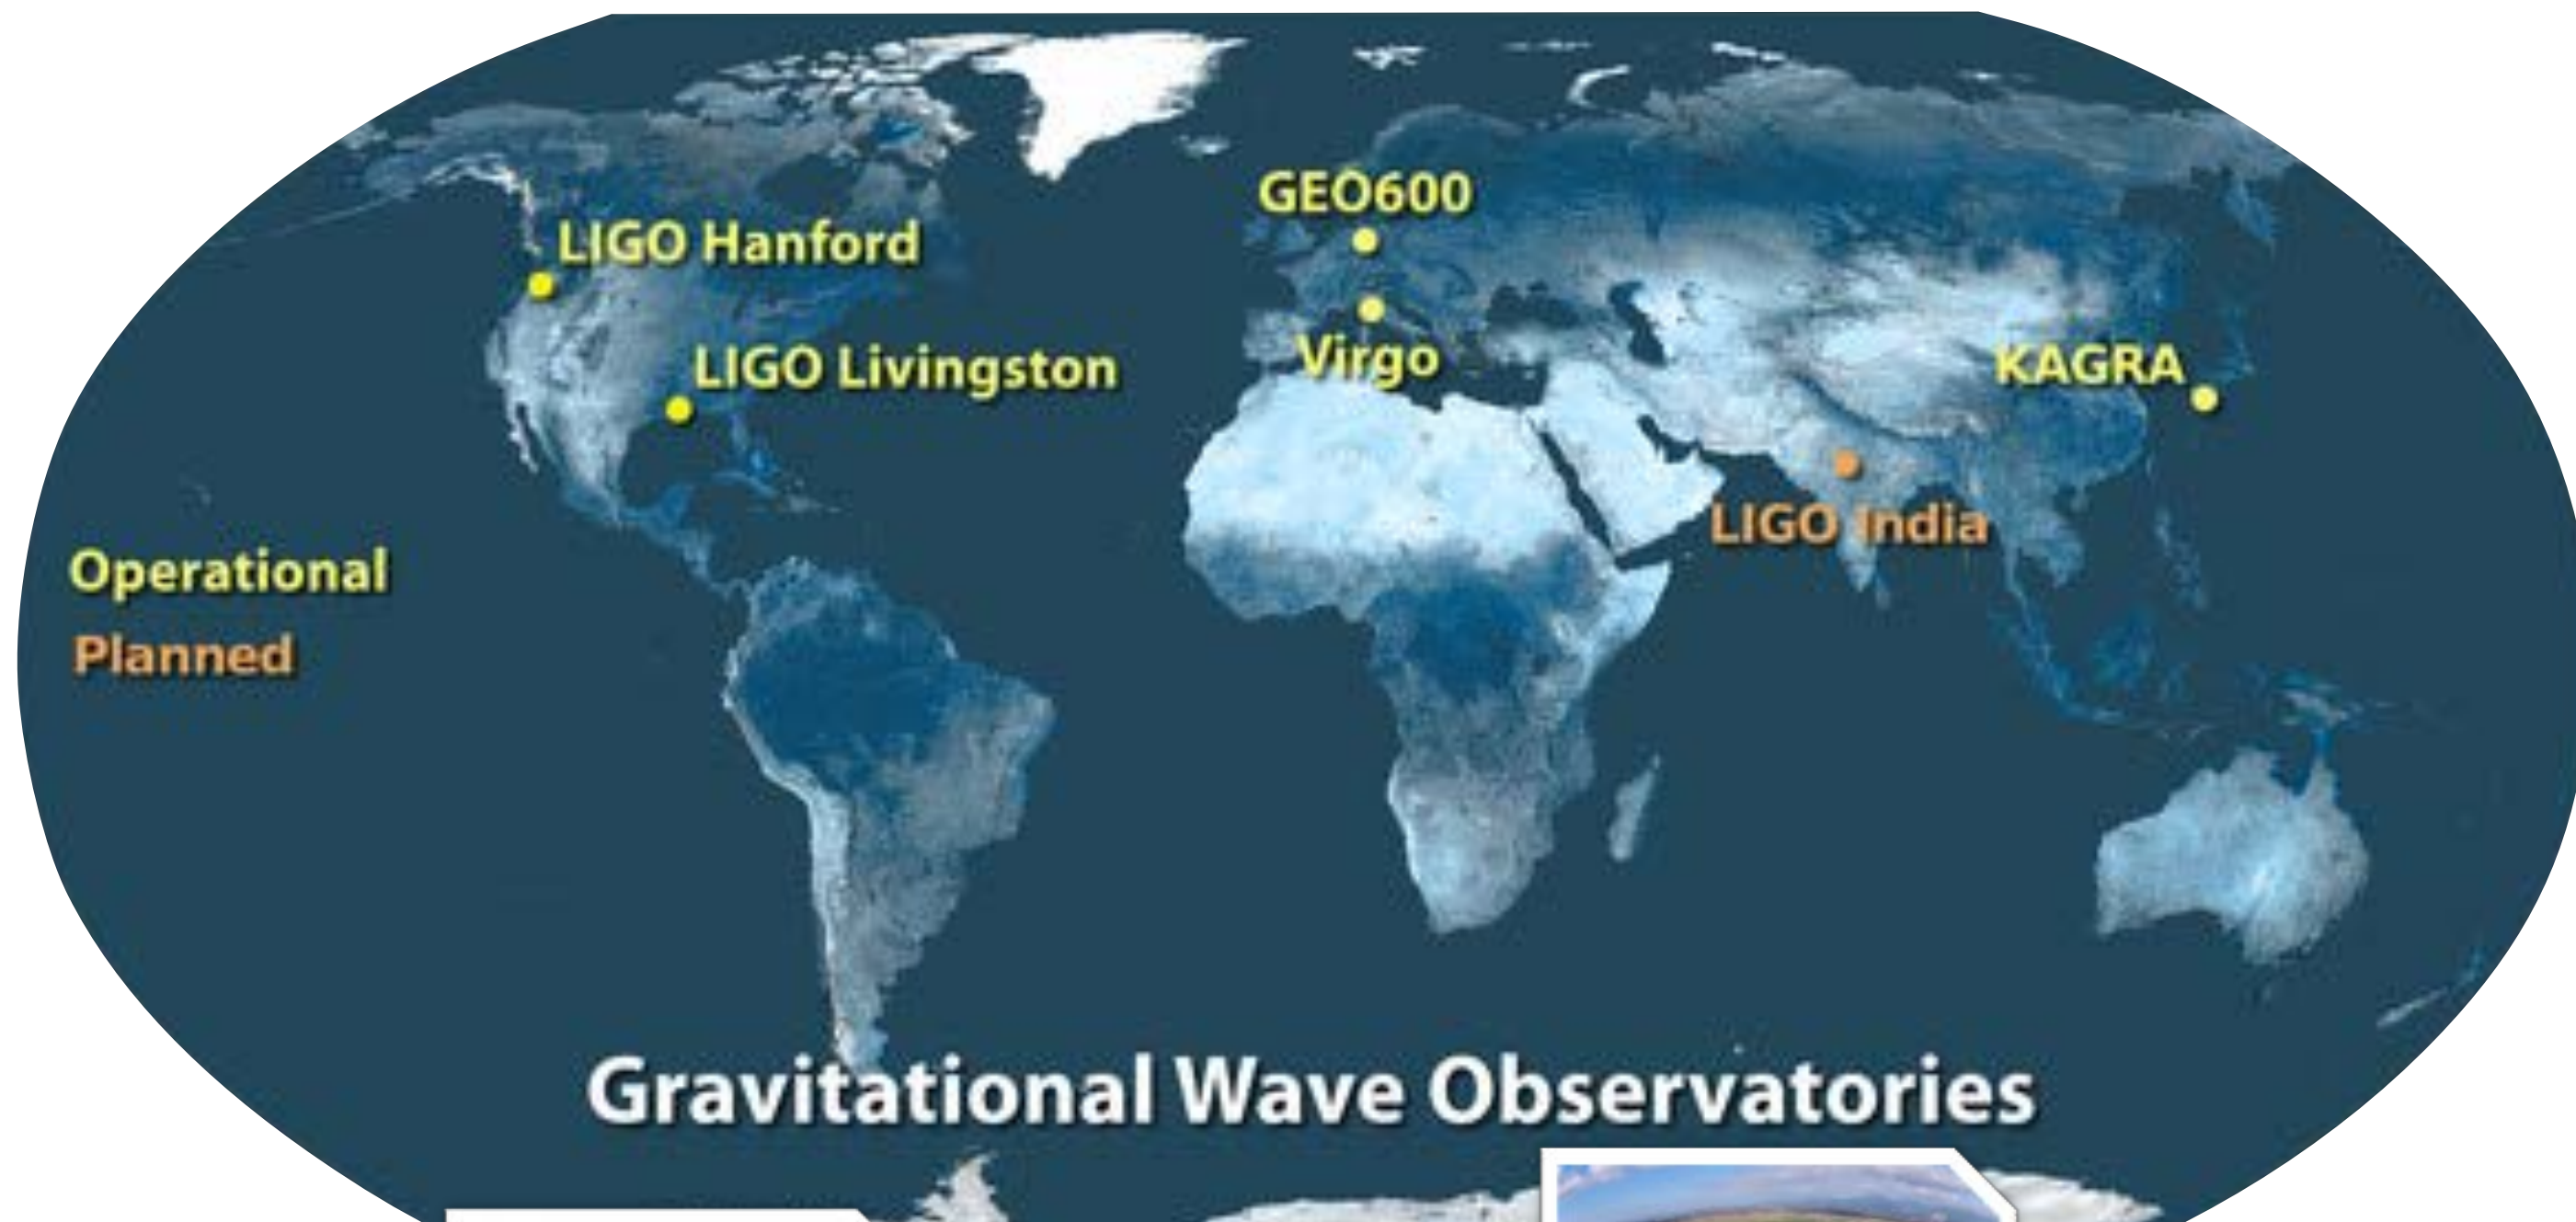 GEO600
LIGO Hanford
LIGO Livingston
Virgo
KAGRA
LIGO India
Operational
Planned
Gravitational Wave Observatories